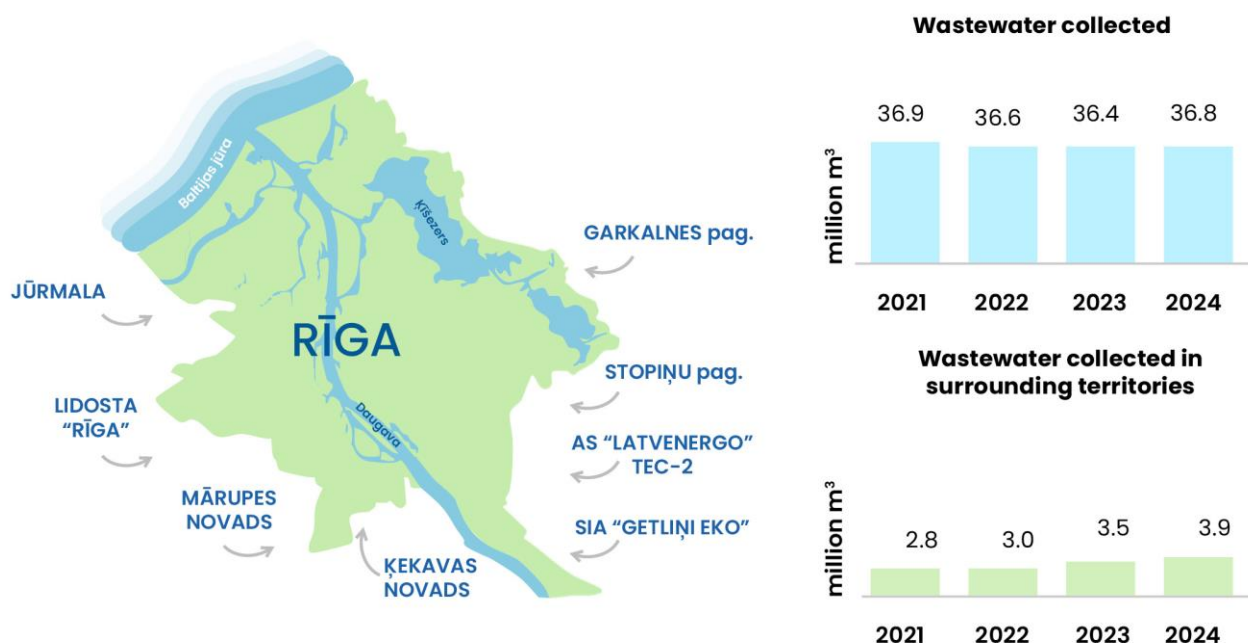 Baltijas jūra
Ķīšezers
GARKALNES pag.
JŪRMALA
RĪGA
STOPIŅU pag.
LIDOSTA
“RĪGA”
Daugava
AS “LATVENERGO”
TEC-2
MĀRUPES
NOVADS
SIA “GETLIŅI EKO”
ĶEKAVAS
NOVADS
Wastewater collected
million m³
36.9 36.6 36.4 36.8
2021 2022 2023 2024
Wastewater collected in
surrounding territories
million m³
2.8 3.0 3.5 3.9
2021 2022 2023 2024